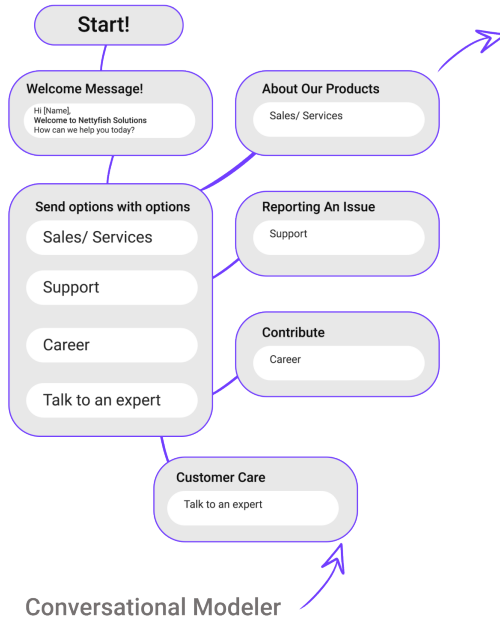 Start!
Welcome Message!
Hi [Name],
Welcome to Nettyfish Solutions
How can we help you today?
About Our Products
Sales/ Services
Send options with options
Sales/ Services
Support
Career
Talk to an expert
Reporting An Issue
Support
Contribute
Career
Customer Care
Talk to an expert
Conversational Modeler